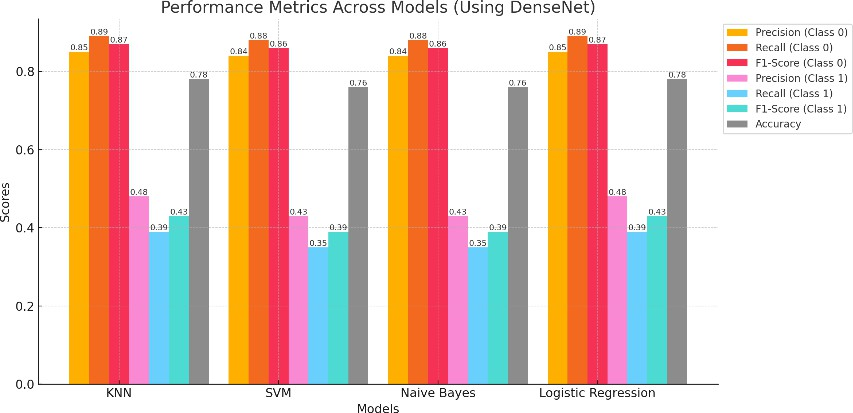 Performance Metrics Across Models (Using DenseNet)
Precision (Class 0)
Recall (Class 0)
F1-Score (Class 0)
Precision (Class 1)
Recall (Class 1)
F1-Score (Class 1)
Accuracy
Scores
0.8
0.6
0.4
0.2
0.0
0.85 0.89 0.87 0.48 0.39 0.43 0.78
0.84 0.88 0.86 0.43 0.35 0.39 0.76
0.84 0.88 0.86 0.43 0.35 0.39 0.76
0.85 0.89 0.87 0.48 0.39 0.43 0.78
KNN SVM Naive Bayes Logistic Regression
Models